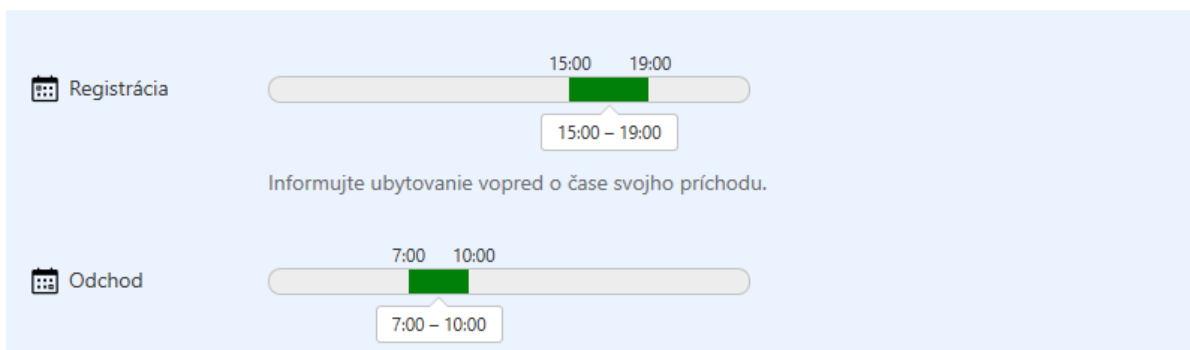 15:00 19:00
Registrácia
15:00 – 19:00
Informujte ubytovanie vopred o čase svojho príchodu.
7:00 10:00
Odchod
7:00 – 10:00